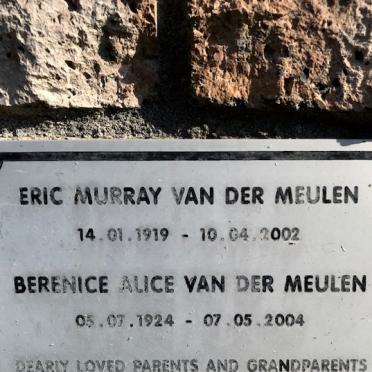 ERIC MURRAY VAN DER MEULEN
14.01.1919 - 10.04.2002
BERENICE ALICE VAN DER MEULEN
05.07.1924 - 07.05.2004
DEARLY LOVED PARENTS AND GRANDPARENTS